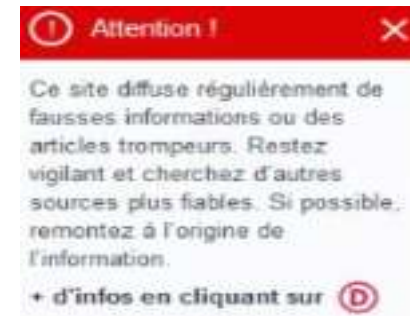 Attention !
Ce site diffuse régulièrement de
fausses informations ou des
articles trompeurs. Restez
vigilant et cherchez d'autres
sources plus fiables. Si possible,
remontez à l'origine de
l'information.
+ d'infos en cliquant sur D